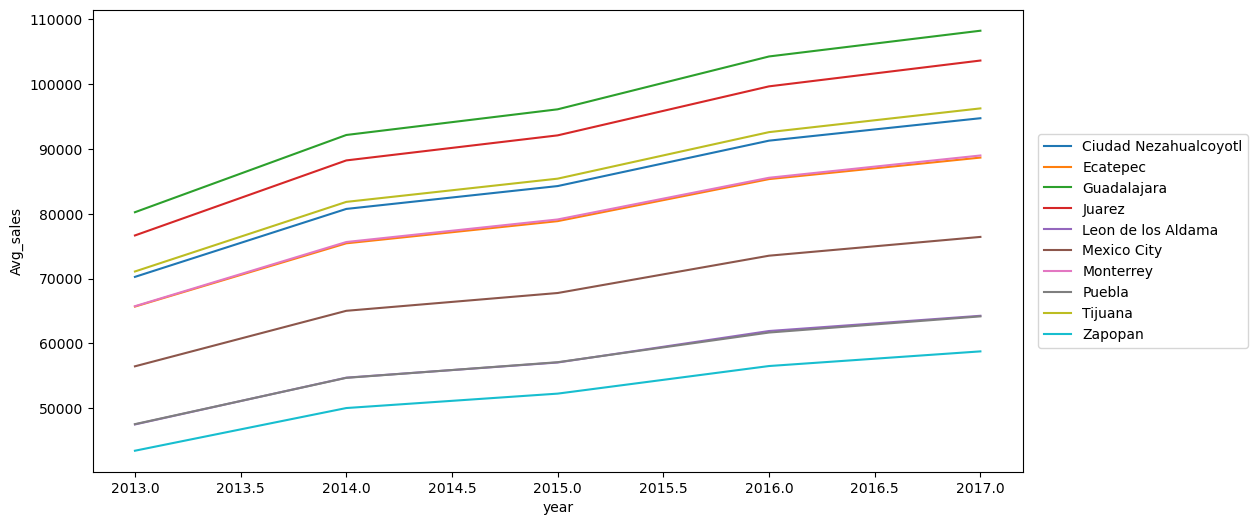 110000
100000
90000
80000
70000
60000
50000
Avg_sales
2013.0
2013.5
2014.0
2014.5
2015.0
2015.5
2016.0
2016.5
2017.0
year
Ciudad Nezahualcoyotl
Ecatepec
Guadalajara
Juarez
Leon de los Aldama
Mexico City
Monterrey
Puebla
Tijuana
Zapopan